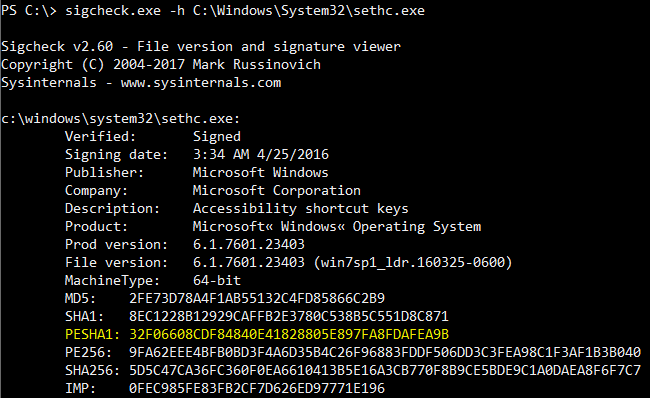 PS C:\> sigcheck.exe -h C:\Windows\System32\sethc.exe
Sigcheck v2.60 - File version and signature viewer
Copyright (C) 2004-2017 Mark Russinovich
Sysinternals - www.sysinternals.com
c:\windows\system32\sethc.exe:
Verified: Signed
Signing date: 3:34 AM 4/25/2016
Publisher: Microsoft Windows
Company: Microsoft Corporation
Description: Accessibility shortcut keys
Product: Microsoft« Windows« Operating System
Prod version: 6.1.7601.23403
File version: 6.1.7601.23403 (win7sp1_ldr.160325-0600)
MachineType: 64-bit
MD5: 2FE73D78A4F1AB55132C4FD85866C2B9
SHA1: 8EC1228B12929CAFFB2E3780C538B5C551D8C871
PESHA1: 32F06608CDF84840E41828805E897FA8FDAFEA9B
PE256: 9FA62EEE4BFB0BD3F4A6D35B4C26F96883FDDF506DD3C3FEA98C1F3AF1B3B040
SHA256: 5D5C47CA36FC360F0EA6610413B5E16A3CB770F8B9CE5BDE9C1A0DAEA8F6F7C7
IMP: 0FEC985FE83FB2CF7D626ED97771E196